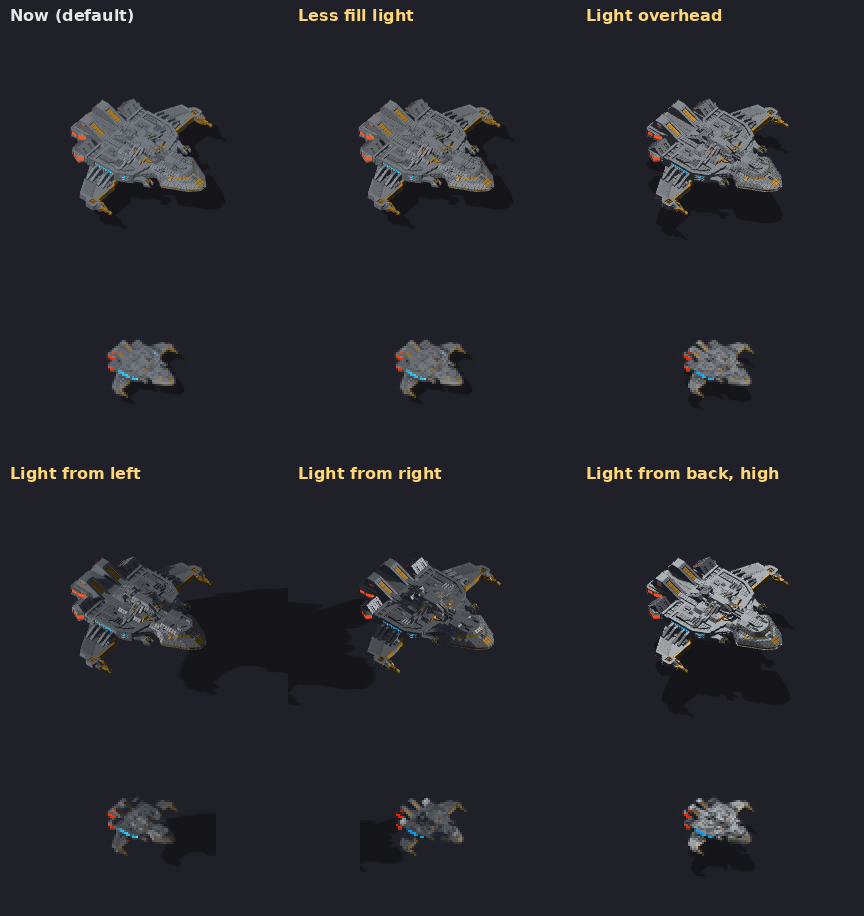 Now (default)
Less fill light
Light overhead
Light from left
Light from right
Light from back, high